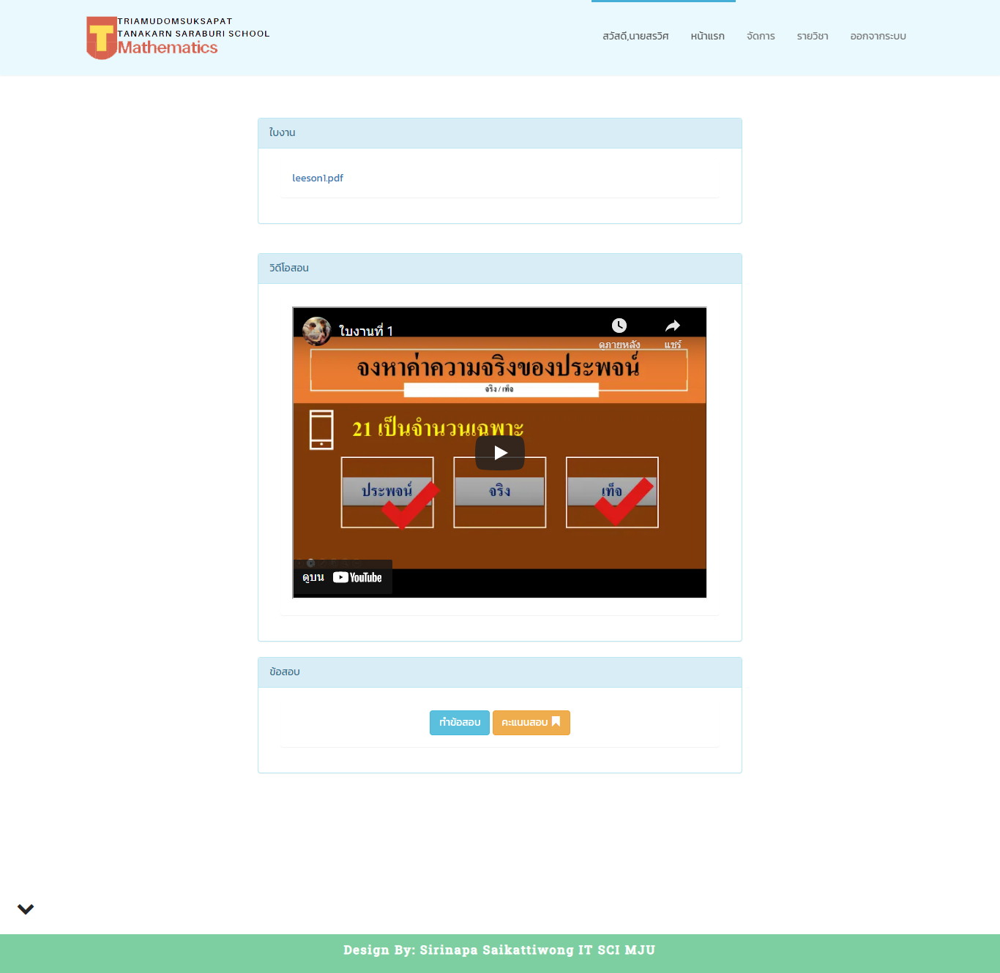 TRIAMUDOMSUKSAPAT
TANAKARN SARABURI SCHOOL
Mathematics
สวัสดี,นายสรวิศ
หน้าแรก
จัดการ
รายวิชา
ออกจากระบบ
ใบงาน
leeson1.pdf
วิดีโอสอน
ใบงานที่ 1
ดูภายหลัง
แชร์
จงหาค่าความจริงของประพจน์
จริง / เท็จ
21 เป็นจำนวนเฉพาะ
ประพจน์
จริง
เท็จ
ดูบน YouTube
ข้อสอบ
ทำข้อสอบ
คะแนนสอบ
Design By: Sirinapa Saikattiwong IT SCI MJU